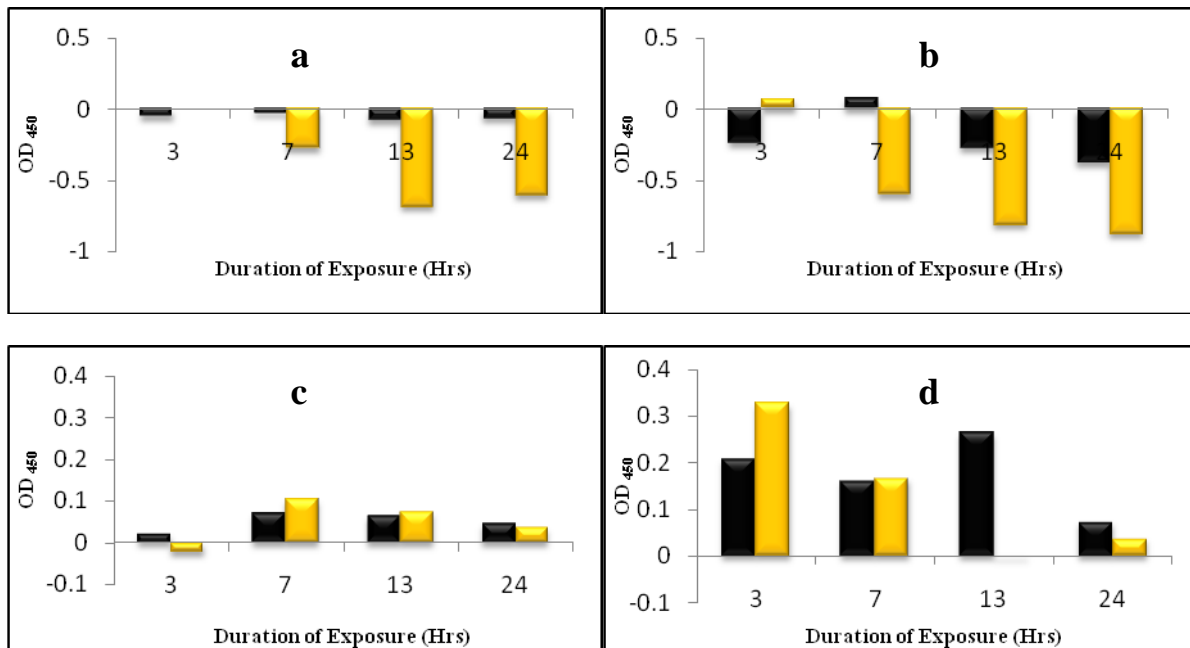 a
0.5
0
-0.5
-1
OD 450
3 7 13 24
Duration of Exposure (Hrs)
b
0.5
0
-0.5
-1
OD 450
3 7 13 24
Duration of Exposure (Hrs)
c
0.4
0.3
0.2
0.1
0
-0.1
OD 450
3 7 13 24
Duration of Exposure (Hrs)
d
0.4
0.3
0.2
0.1
0
-0.1
OD 450
3 7 13 24
Duration of Exposure (Hrs)